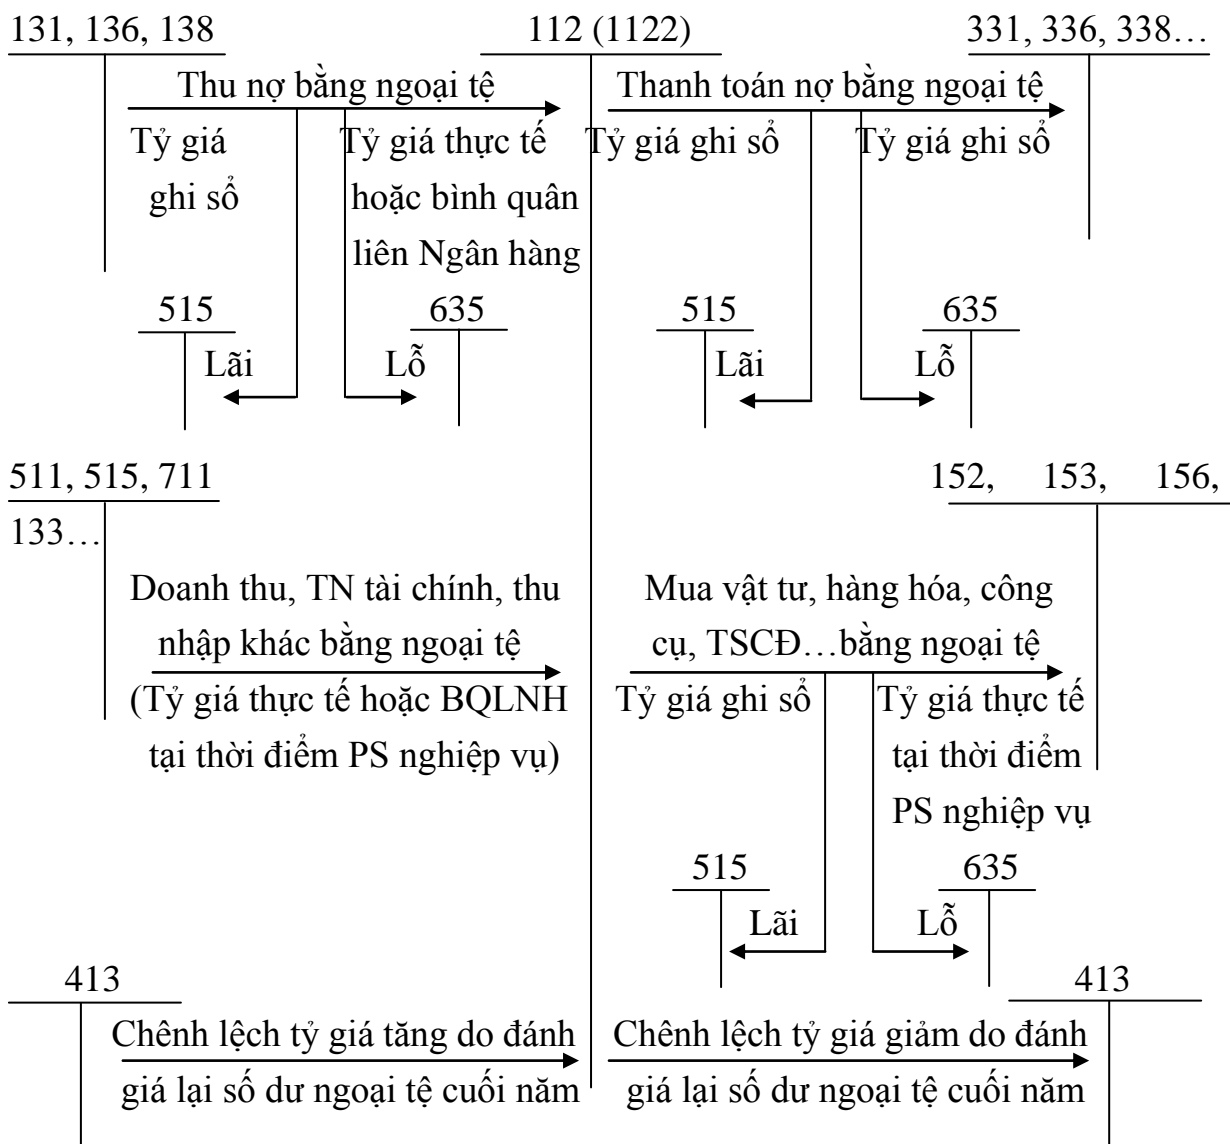 131, 136, 138
112 (1122)
331, 336, 338…
Thu nợ bằng ngoại tệ
Thanh toán nợ bằng ngoại tệ
Tỷ giá
ghi sổ
Tỷ giá thực tế
hoặc bình quân
liên Ngân hàng
Tỷ giá ghi sổ
Tỷ giá ghi sổ
515
635
515
635
Lãi
Lỗ
Lãi
Lỗ
511, 515, 711
133…
152, 153, 156,
Doanh thu, TN tài chính, thu
nhập khác bằng ngoại tệ
(Tỷ giá thực tế hoặc BQLNH
tại thời điểm PS nghiệp vụ)
Mua vật tư, hàng hóa, công
cụ, TSCĐ…bằng ngoại tệ
Tỷ giá ghi sổ
Tỷ giá thực tế
tại thời điểm
PS nghiệp vụ
515
635
Lãi
Lỗ
413
413
Chênh lệch tỷ giá tăng do đánh
giá lại số dư ngoại tệ cuối năm
Chênh lệch tỷ giá giảm do đánh
giá lại số dư ngoại tệ cuối năm